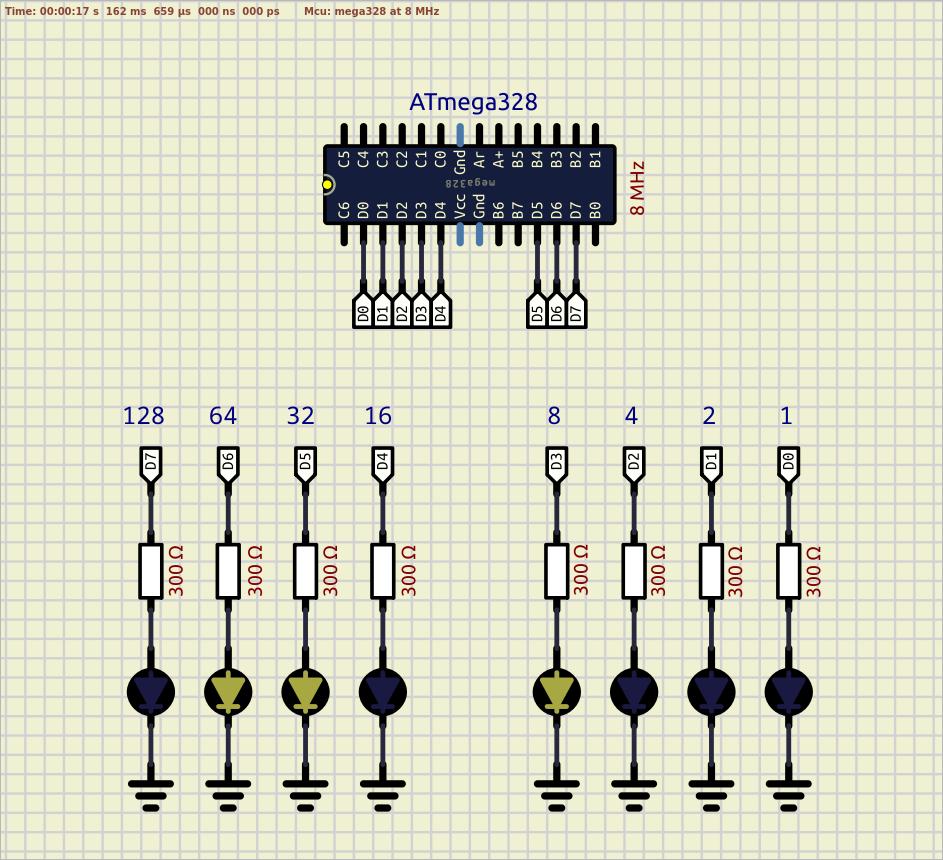 Time: 00:00:17 s 162 ms 659 µs 000 ns 000 ps Mcu: mega328 at 8 MHz
ATmega328
C5 C4 C3 C2 C1 C0 Gnd Ar A+ B5 B4 B3 B2 B1
mega328
8 MHz
C6 D0 D1 D2 D3 D4 Vcc Gnd B6 B7 D5 D6 D7 B0
D0 D1 D2 D3 D4 D5 D6 D7
128 64 32 16 8 4 2 1
D7 D6 D5 D4 D3 D2 D1 D0
300 Ω 300 Ω 300 Ω 300 Ω 300 Ω 300 Ω 300 Ω 300 Ω